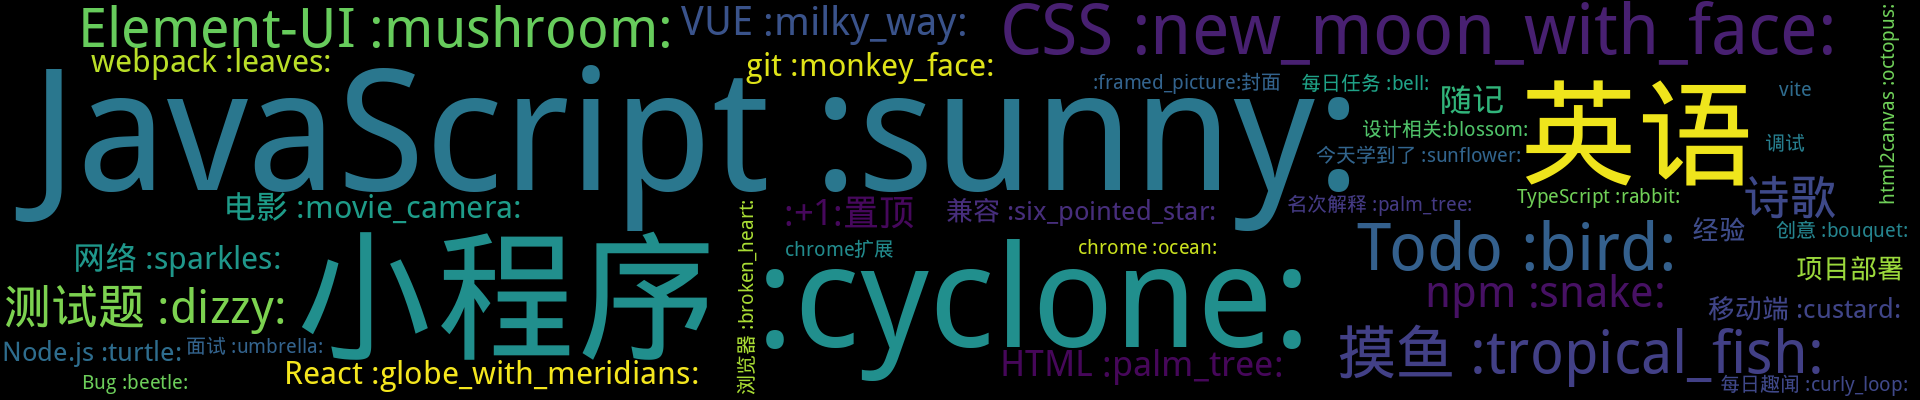 Element-UI :mushroom:
VUE :milky_way:
CSS :new_moon_with_face:
html2canvas :octopus:
webpack :leaves:
git :monkey_face:
:framed_picture:封面
每日任务 :bell:
随记
vite
JavaScript :sunny:
设计相关:blossom:
英语
调试
今天学到了 :sunflower:
TypeScript :rabbit:
诗歌
电影 :movie_camera:
:+1:置顶
兼容 :six_pointed_star:
名次解释 :palm_tree:
经验
创意 :bouquet:
网络 :sparkles:
小程序 :cyclone:
浏览器 :broken_heart:
chrome扩展
chrome :ocean:
Todo :bird:
项目部署
测试题 :dizzy:
npm :snake:
移动端 :custard:
Node.js :turtle:
面试 :umbrella:
React :globe_with_meridians:
HTML :palm_tree:
摸鱼 :tropical_fish:
Bug :beetle:
每日趣闻 :curly_loop: